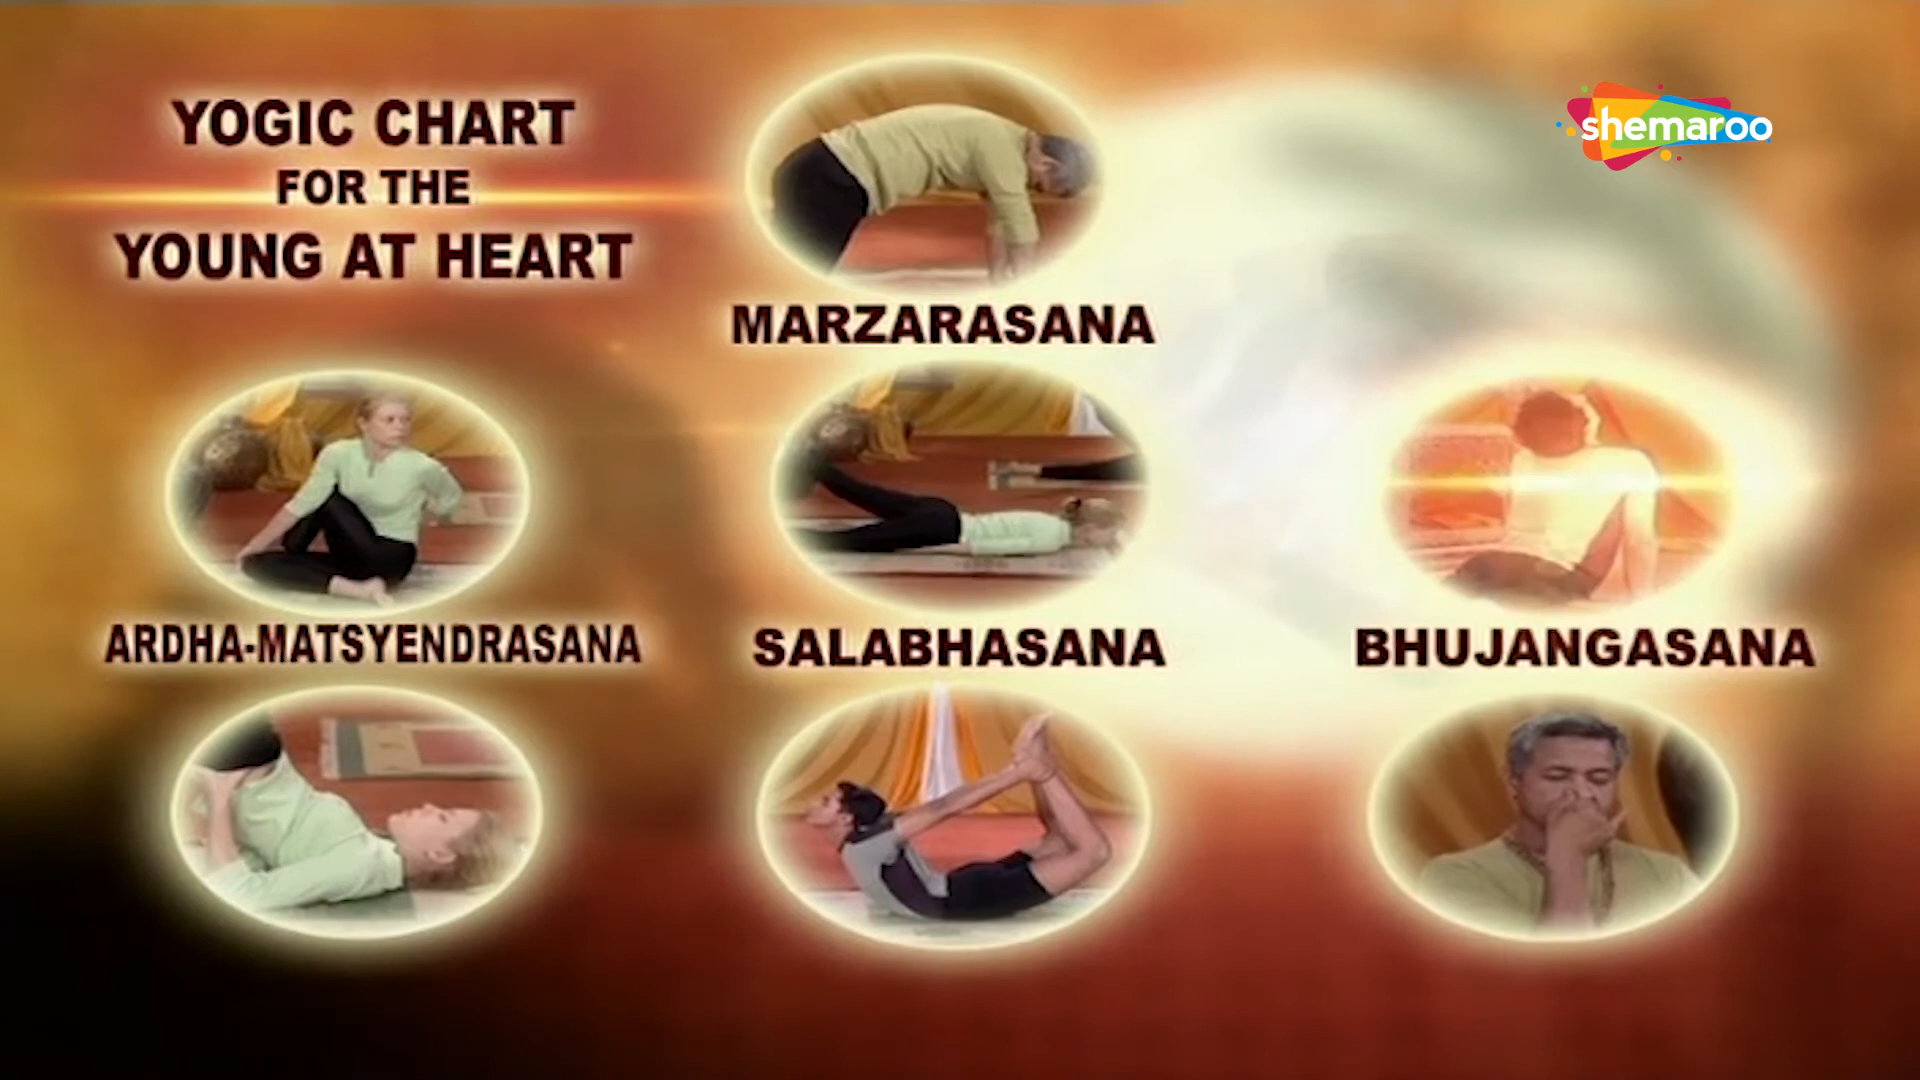 YOGIC CHART
FOR THE
YOUNG AT HEART
shemaroo
MARZARASANA
ARDHA-MATSYENDRASANA
SALABHASANA
BHUJANGASANA